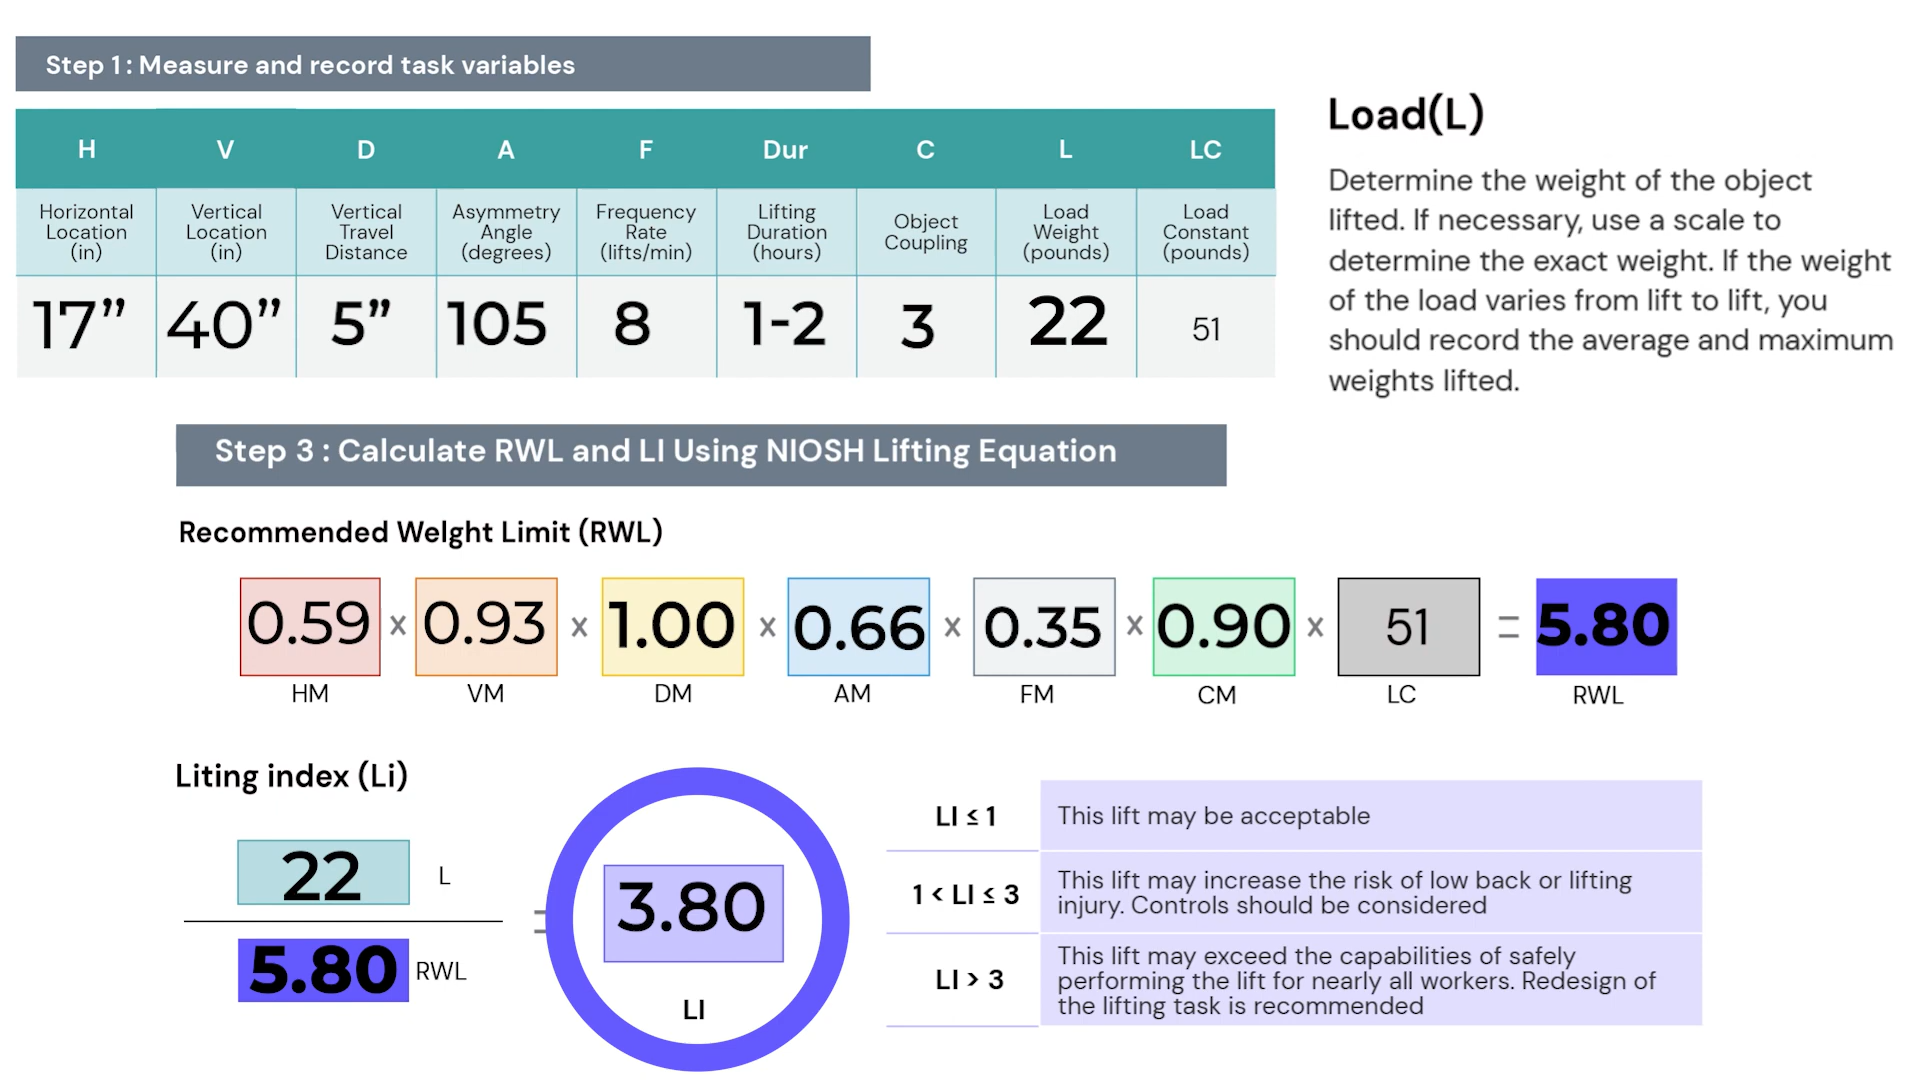 Step 1 : Measure and record task variables
H V D A F Dur C L LC
Horizontal Location (in)
Vertical Location (in)
Vertical Travel Distance
Asymmetry Angle (degrees)
Frequency Rate (lifts/min)
Lifting Duration (hours)
Object Coupling
Load Weight (pounds)
Load Constant (pounds)
17” 40” 5” 105 8 1-2 3 22 51
Load(L)
Determine the weight of the object
lifted. If necessary, use a scale to
determine the exact weight. If the weight
of the load varies from lift to lift, you
should record the average and maximum
weights lifted.
Step 3 : Calculate RWL and LI Using NIOSH Lifting Equation
Recommended Welght Limit (RWL)
0.59 x 0.93 x 1.00 x 0.66 x 0.35 x 0.90 x 51 = 5.80
HM VM DM AM FM CM LC RWL
Liting index (Li)
22 L
5.80 RWL
=
3.80
LI
LI ≤ 1 This lift may be acceptable
1 < LI ≤ 3 This lift may increase the risk of low back or lifting
injury. Controls should be considered
LI > 3 This lift may exceed the capabilities of safely
performing the lift for nearly all workers. Redesign of
the lifting task is recommended